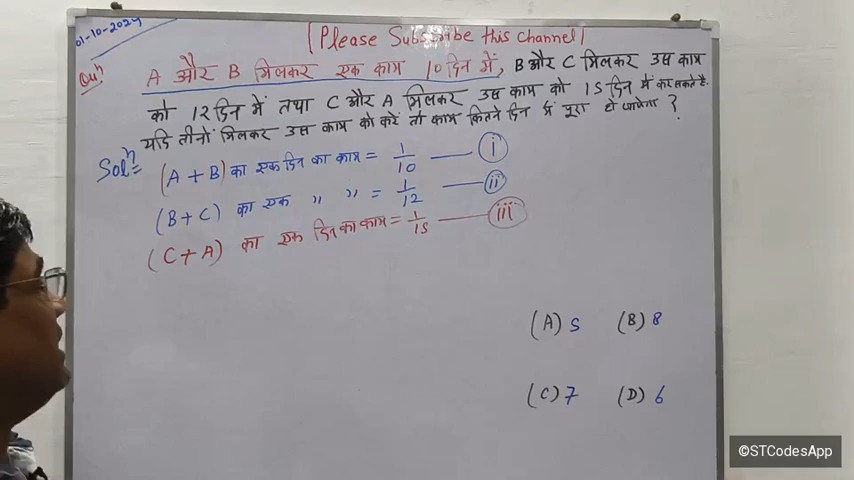 01-10-2024
(Please Subscribe this channel)
Quⁿ A और B मिलकर एक काम 10 दिन में, B और C मिलकर उस काम
को 12 दिन में तथा C और A मिलकर उस काम को 15 दिन में कर सकते है.
यदि तीनों मिलकर उस काम को करें तो काम कितने दिन में पूरा हो जायेगा ?
Solⁿ= (A + B) का एक दिन का काम = 1/10 — (i)
(B + C) का एक " " = 1/12 — (ii)
(C + A) का एक दिन का काम = 1/15 — (iii)
(A) 5 (B) 8
(C) 7 (D) 6
©STCodesApp